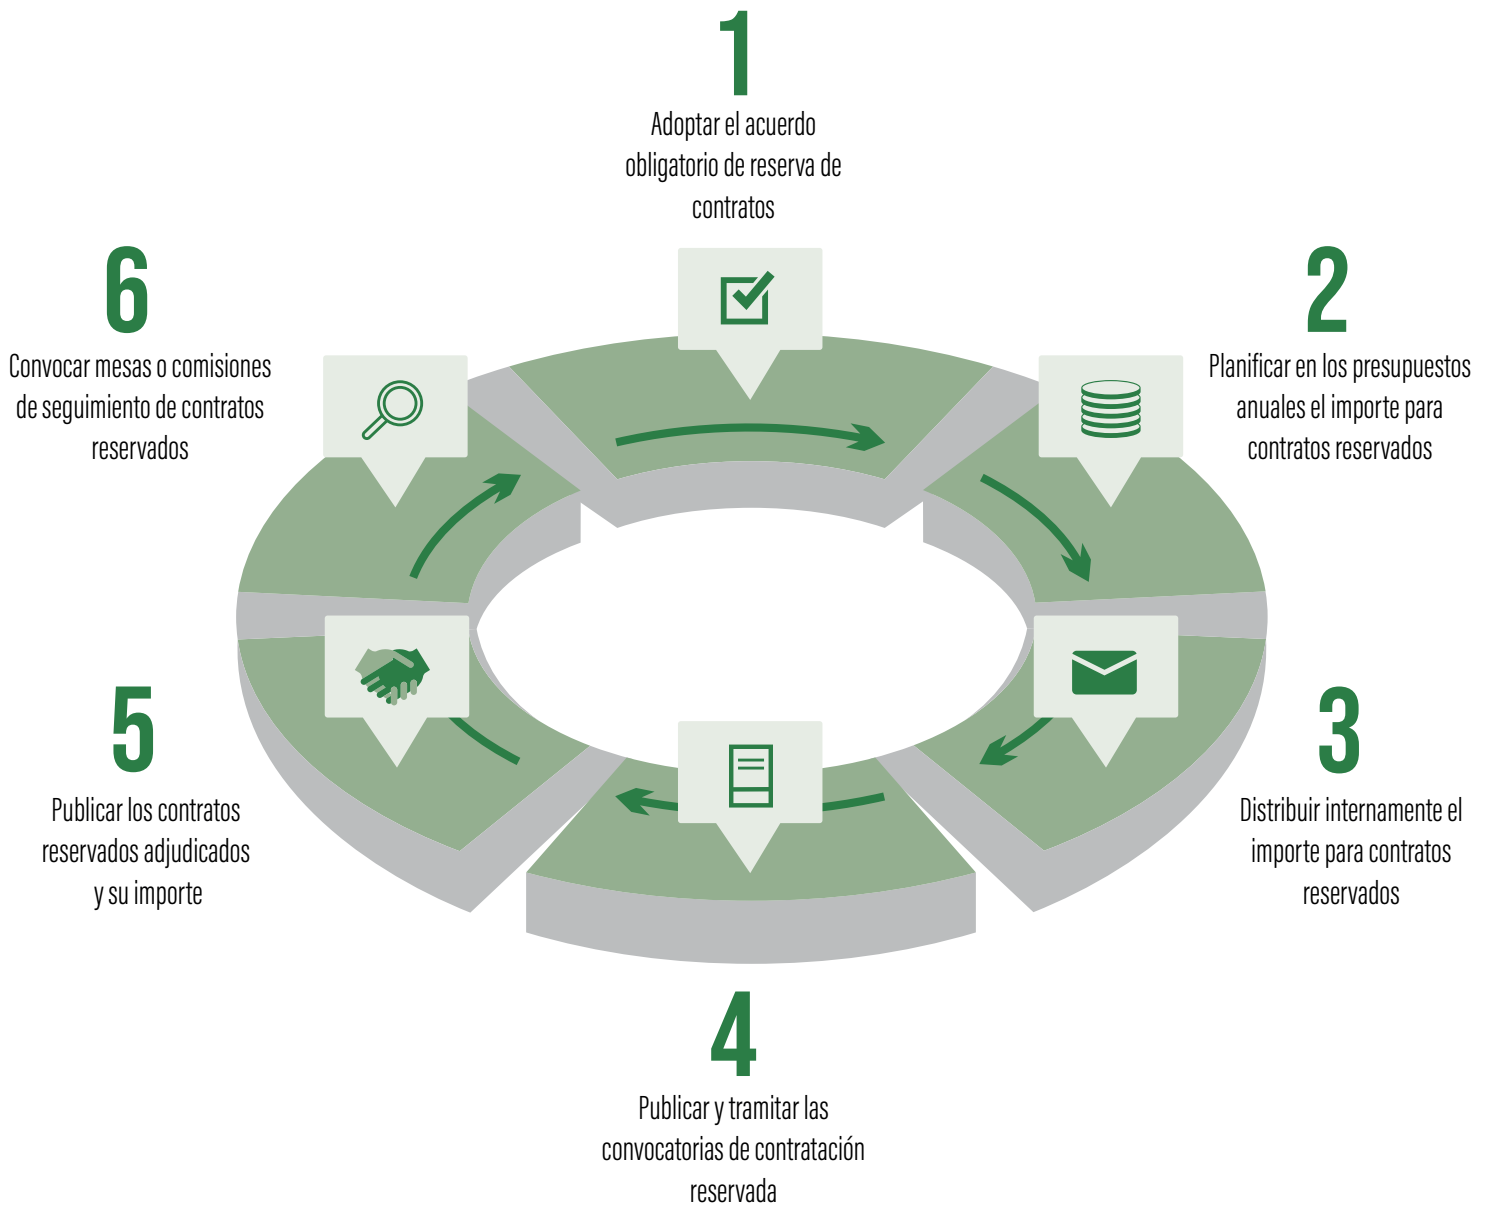 1
Adoptar el acuerdo
obligatorio de reserva de
contratos
2
Planificar en los presupuestos
anuales el importe para
contratos reservados
3
Distribuir internamente el
importe para contratos
reservados
4
Publicar y tramitar las
convocatorias de contratación
reservada
5
Publicar los contratos
reservados adjudicados
y su importe
6
Convocar mesas o comisiones
de seguimiento de contratos
reservados